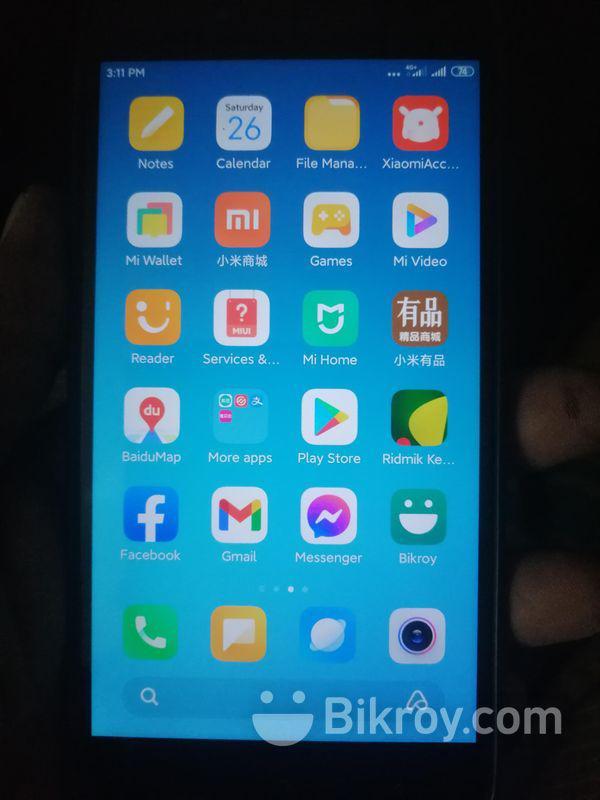 3:11 PM
4G+
74
Saturday
26
Notes
Calendar
File Mana...
XiaomiAcc...
mi
Mi Wallet
小米商城
Games
Mi Video
?
MIUI
有品
精品商城
Reader
Services &...
Mi Home
小米有品
du
BaiduMap
More apps
Play Store
Ridmik Ke...
Facebook
Gmail
Messenger
Bikroy
Bikroy.com